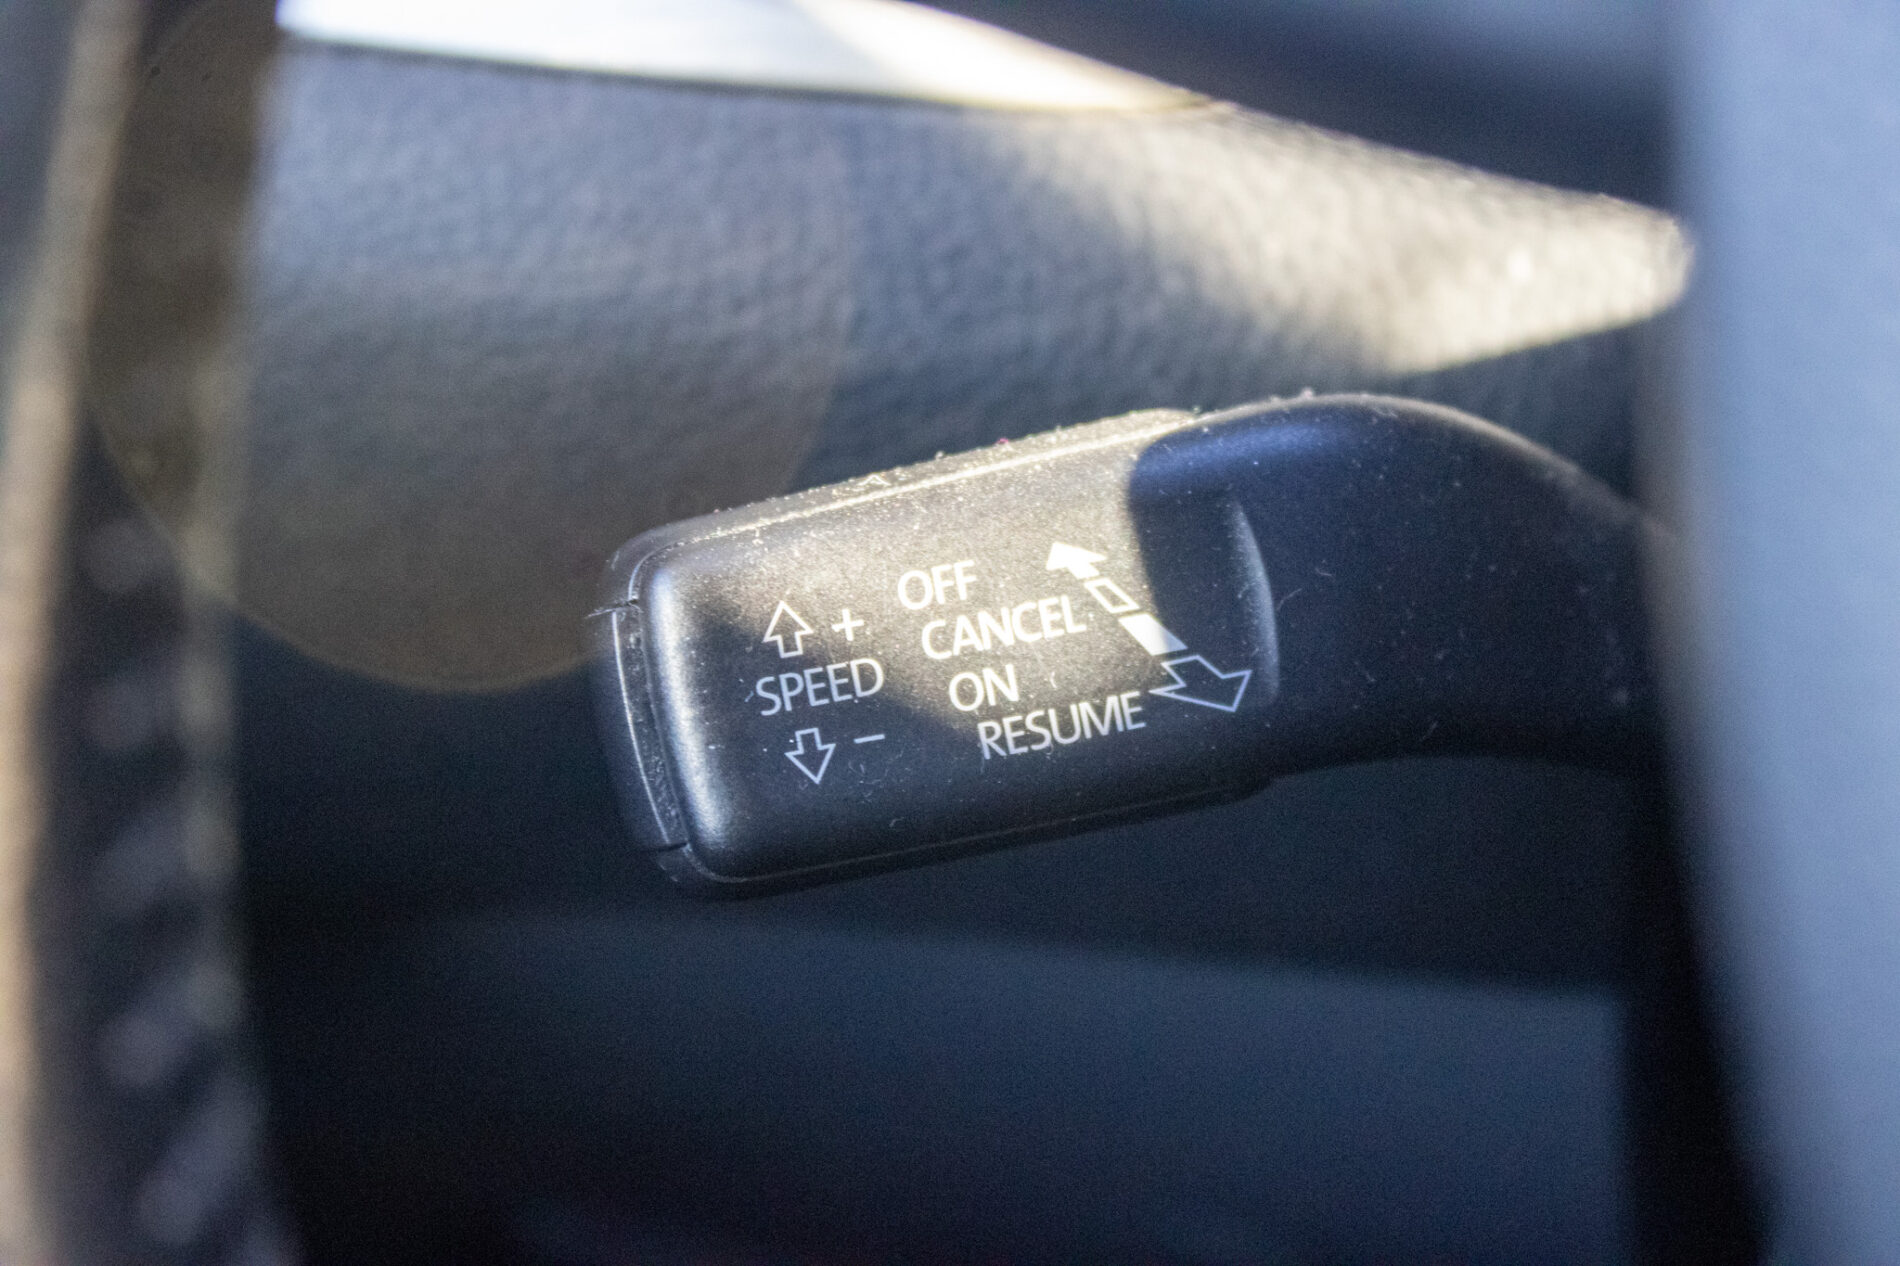 OFF
+ CANCEL
SPEED ON
- RESUME